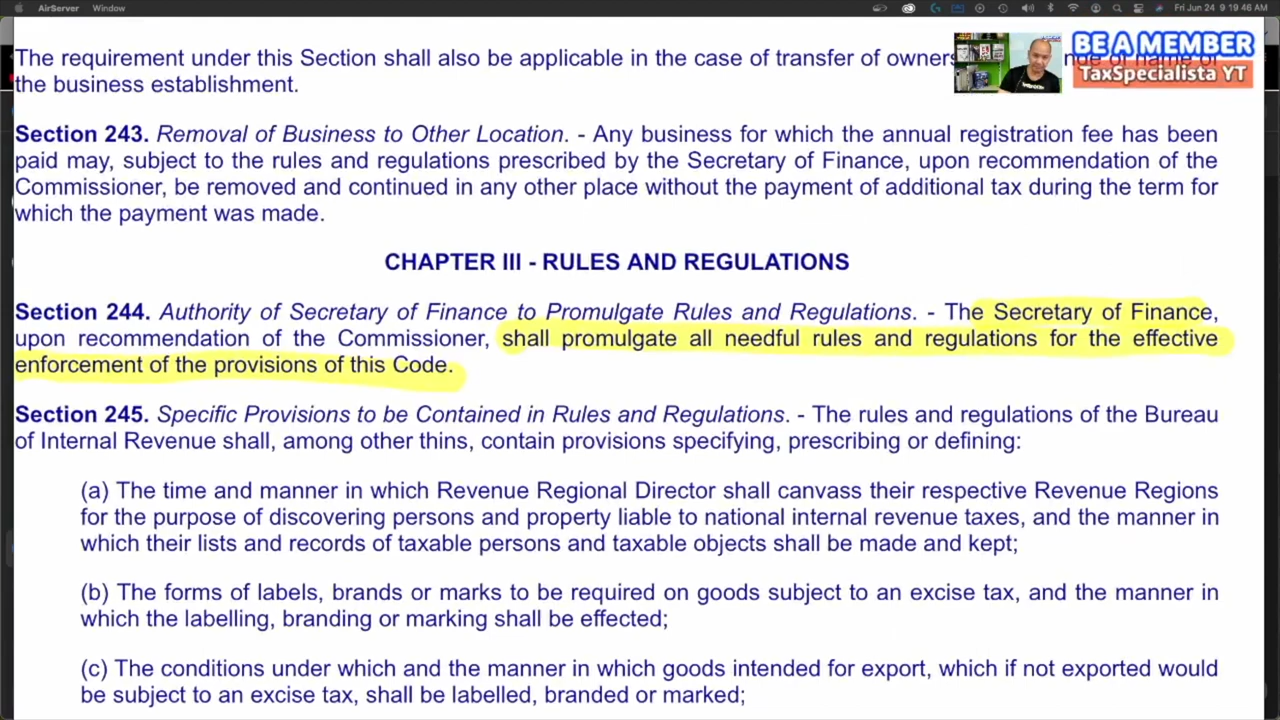 AirServer Window Fri Jun 24 9 19 46 AM
BE A MEMBER
TaxSpecialista YT
The requirement under this Section shall also be applicable in the case of transfer of owners of name of
the business establishment.
Section 243. Removal of Business to Other Location. - Any business for which the annual registration fee has been
paid may, subject to the rules and regulations prescribed by the Secretary of Finance, upon recommendation of the
Commissioner, be removed and continued in any other place without the payment of additional tax during the term for
which the payment was made.
CHAPTER III - RULES AND REGULATIONS
Section 244. Authority of Secretary of Finance to Promulgate Rules and Regulations. - The Secretary of Finance,
upon recommendation of the Commissioner, shall promulgate all needful rules and regulations for the effective
enforcement of the provisions of this Code.
Section 245. Specific Provisions to be Contained in Rules and Regulations. - The rules and regulations of the Bureau
of Internal Revenue shall, among other thins, contain provisions specifying, prescribing or defining:
(a) The time and manner in which Revenue Regional Director shall canvass their respective Revenue Regions
for the purpose of discovering persons and property liable to national internal revenue taxes, and the manner in
which their lists and records of taxable persons and taxable objects shall be made and kept;
(b) The forms of labels, brands or marks to be required on goods subject to an excise tax, and the manner in
which the labelling, branding or marking shall be effected;
(c) The conditions under which and the manner in which goods intended for export, which if not exported would
be subject to an excise tax, shall be labelled, branded or marked;